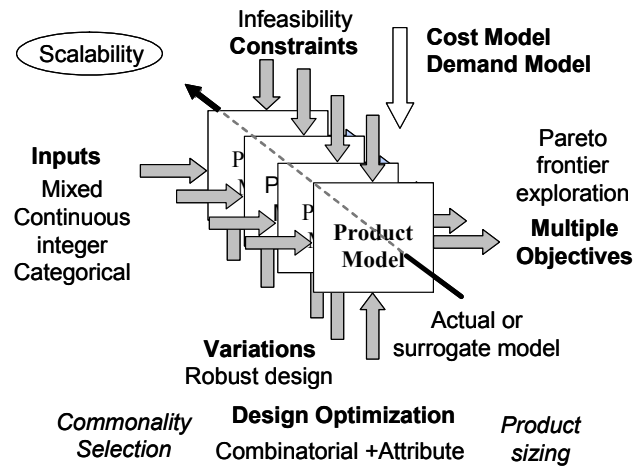 Scalability
Infeasibility
Constraints
Cost Model
Demand Model
Inputs
Mixed
Continuous
integer
Categorical
Pareto
frontier
exploration
Multiple
Objectives
P
P
P
Product
Model
Actual or
surrogate model
Variations
Robust design
Commonality
Selection
Design Optimization
Combinatorial +Attribute
Product
sizing